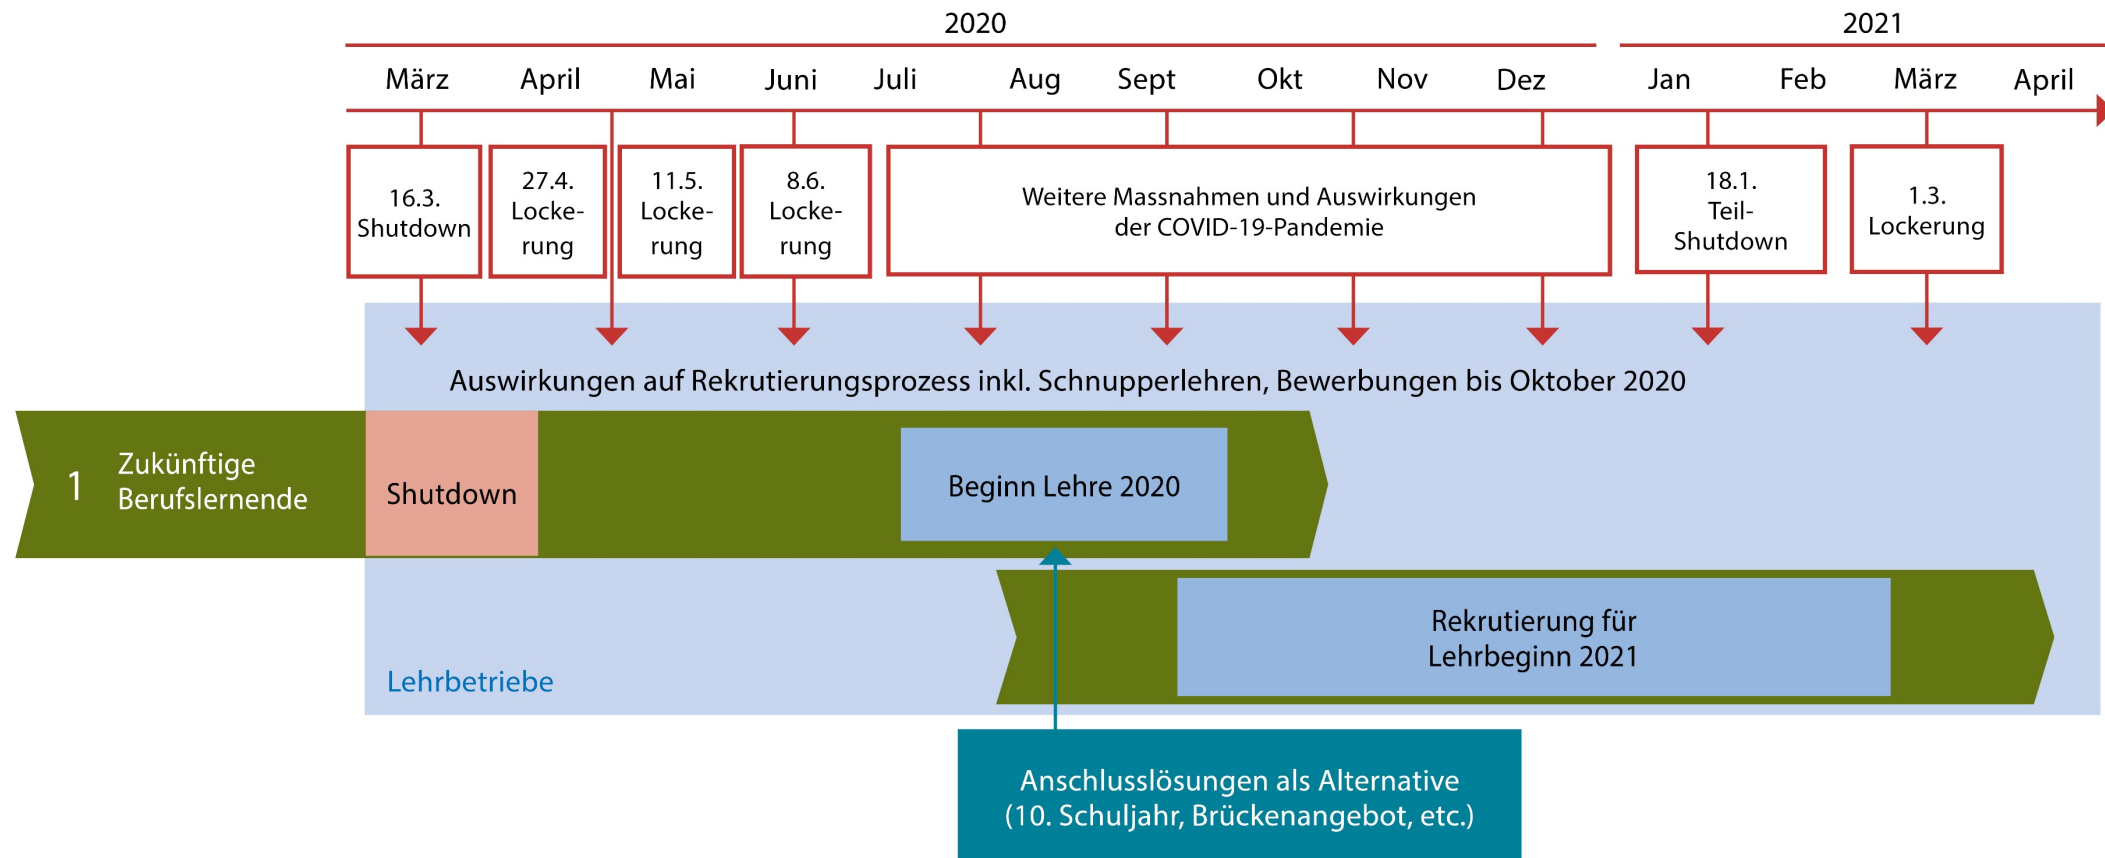 2020
2021
März April Mai Juni Juli Aug Sept Okt Nov Dez Jan Feb März April
16.3.
Shutdown
27.4.
Locke-
rung
11.5.
Locke-
rung
8.6.
Locke-
rung
Weitere Massnahmen und Auswirkungen
der COVID-19-Pandemie
18.1.
Teil-
Shutdown
1.3.
Lockerung
Auswirkungen auf Rekrutierungsprozess inkl. Schnupperlehren, Bewerbungen bis Oktober 2020
1
Zukünftige
Berufslernende
Shutdown
Beginn Lehre 2020
Rekrutierung für
Lehrbeginn 2021
Lehrbetriebe
Anschlusslösungen als Alternative
(10. Schuljahr, Brückenangebot, etc.)